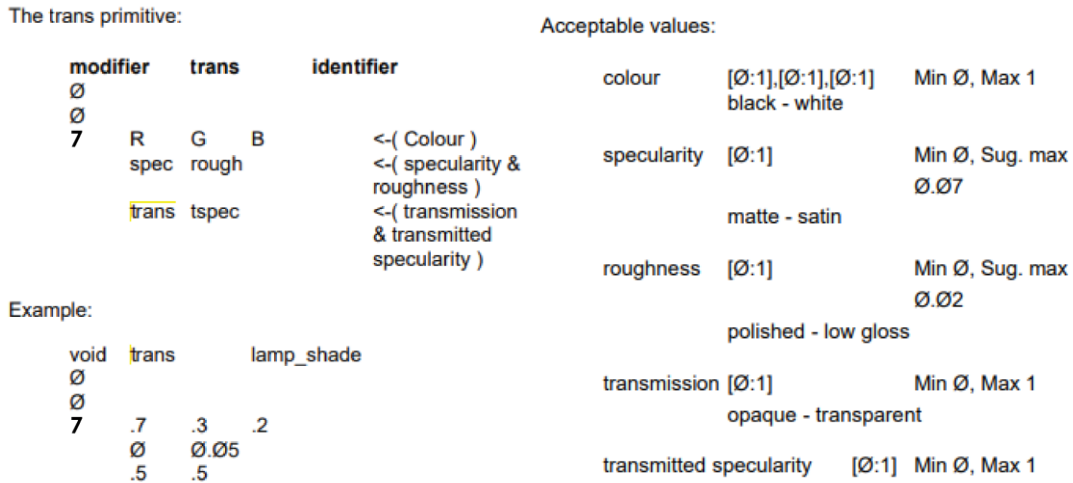 The trans primitive:
modifier trans identifier
Ø
Ø
7 R G B <-( Colour )
spec rough <-( specularity &
roughness )
trans tspec <-( transmission
& transmitted
specularity )
Example:
void trans lamp_shade
Ø
Ø
7 .7 .3 .2
Ø Ø.Ø5
.5 .5
Acceptable values:
colour [Ø:1],[Ø:1],[Ø:1] Min Ø, Max 1
black - white
specularity [Ø:1] Min Ø, Sug. max
Ø.Ø7
matte - satin
roughness [Ø:1] Min Ø, Sug. max
Ø.Ø2
polished - low gloss
transmission [Ø:1] Min Ø, Max 1
opaque - transparent
transmitted specularity [Ø:1] Min Ø, Max 1